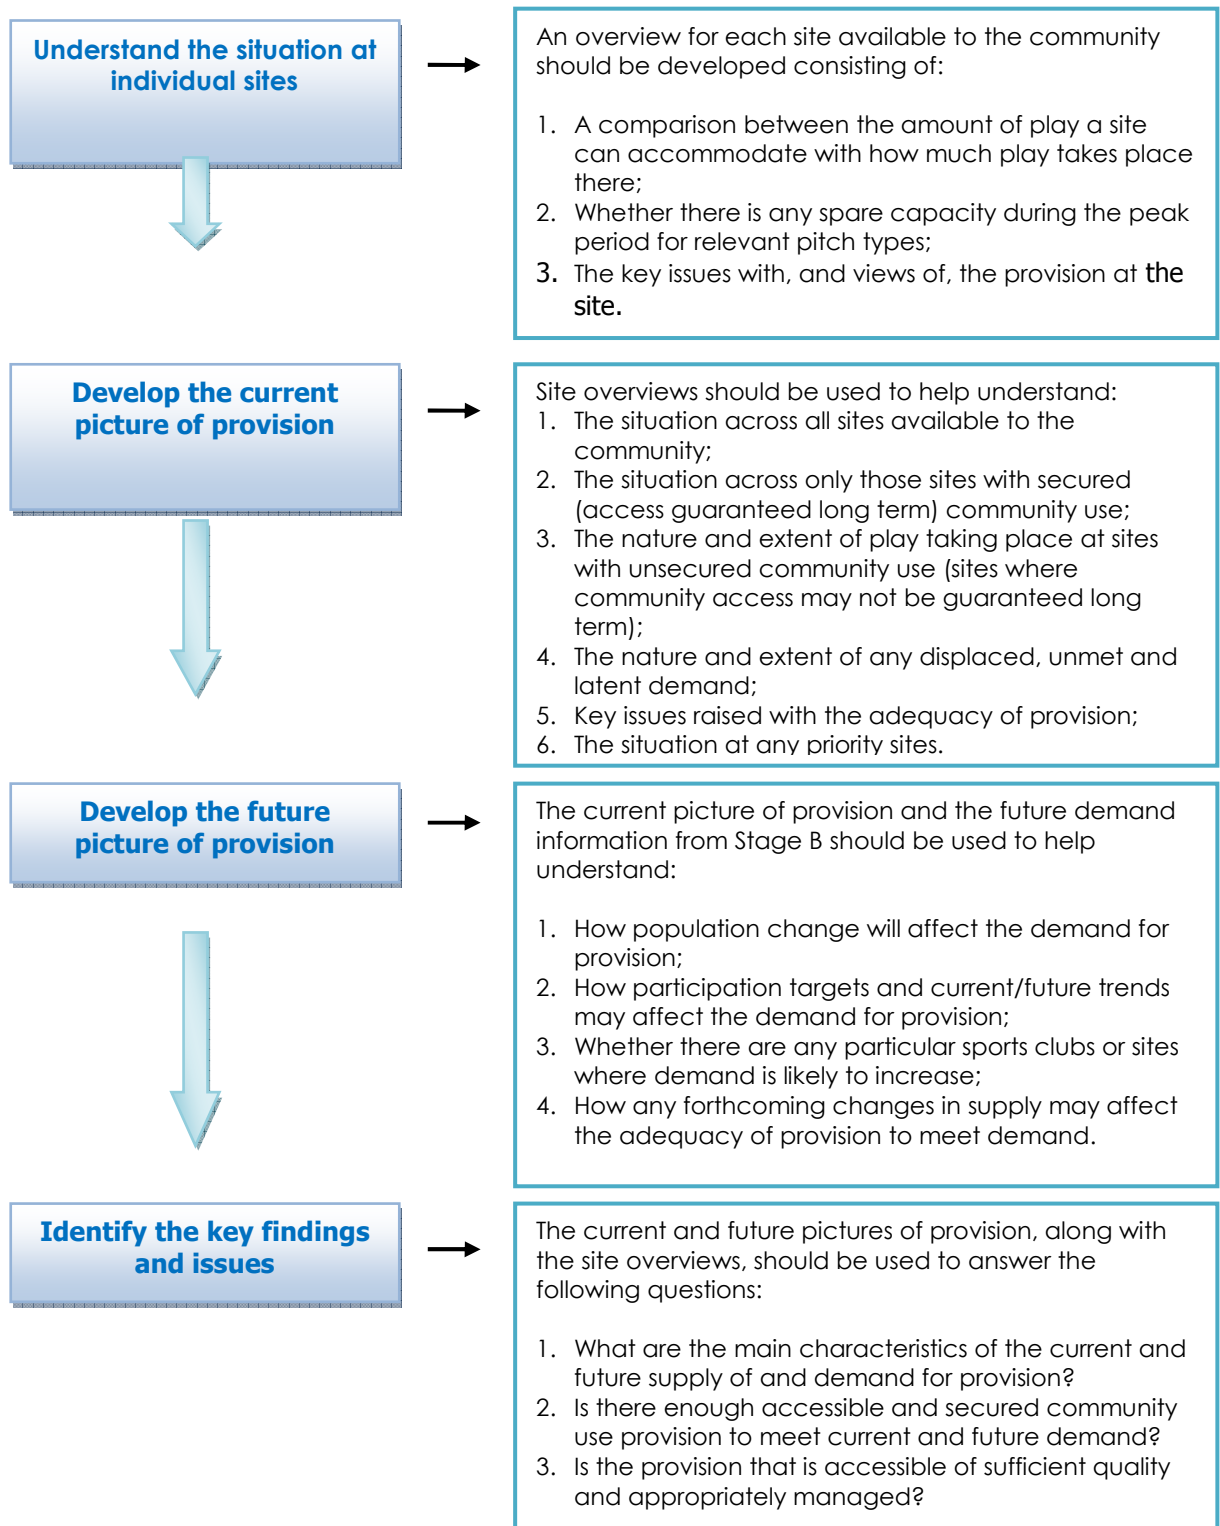 Understand the situation at
individual sites
An overview for each site available to the community
should be developed consisting of:
1. A comparison between the amount of play a site
can accommodate with how much play takes place
there;
2. Whether there is any spare capacity during the peak
period for relevant pitch types;
3. The key issues with, and views of, the provision at the
site.
Develop the current
picture of provision
Site overviews should be used to help understand:
1. The situation across all sites available to the
community;
2. The situation across only those sites with secured
(access guaranteed long term) community use;
3. The nature and extent of play taking place at sites
with unsecured community use (sites where
community access may not be guaranteed long
term);
4. The nature and extent of any displaced, unmet and
latent demand;
5. Key issues raised with the adequacy of provision;
6. The situation at any priority sites.
Develop the future
picture of provision
The current picture of provision and the future demand
information from Stage B should be used to help
understand:
1. How population change will affect the demand for
provision;
2. How participation targets and current/future trends
may affect the demand for provision;
3. Whether there are any particular sports clubs or sites
where demand is likely to increase;
4. How any forthcoming changes in supply may affect
the adequacy of provision to meet demand.
Identify the key findings
and issues
The current and future pictures of provision, along with
the site overviews, should be used to answer the
following questions:
1. What are the main characteristics of the current and
future supply of and demand for provision?
2. Is there enough accessible and secured community
use provision to meet current and future demand?
3. Is the provision that is accessible of sufficient quality
and appropriately managed?